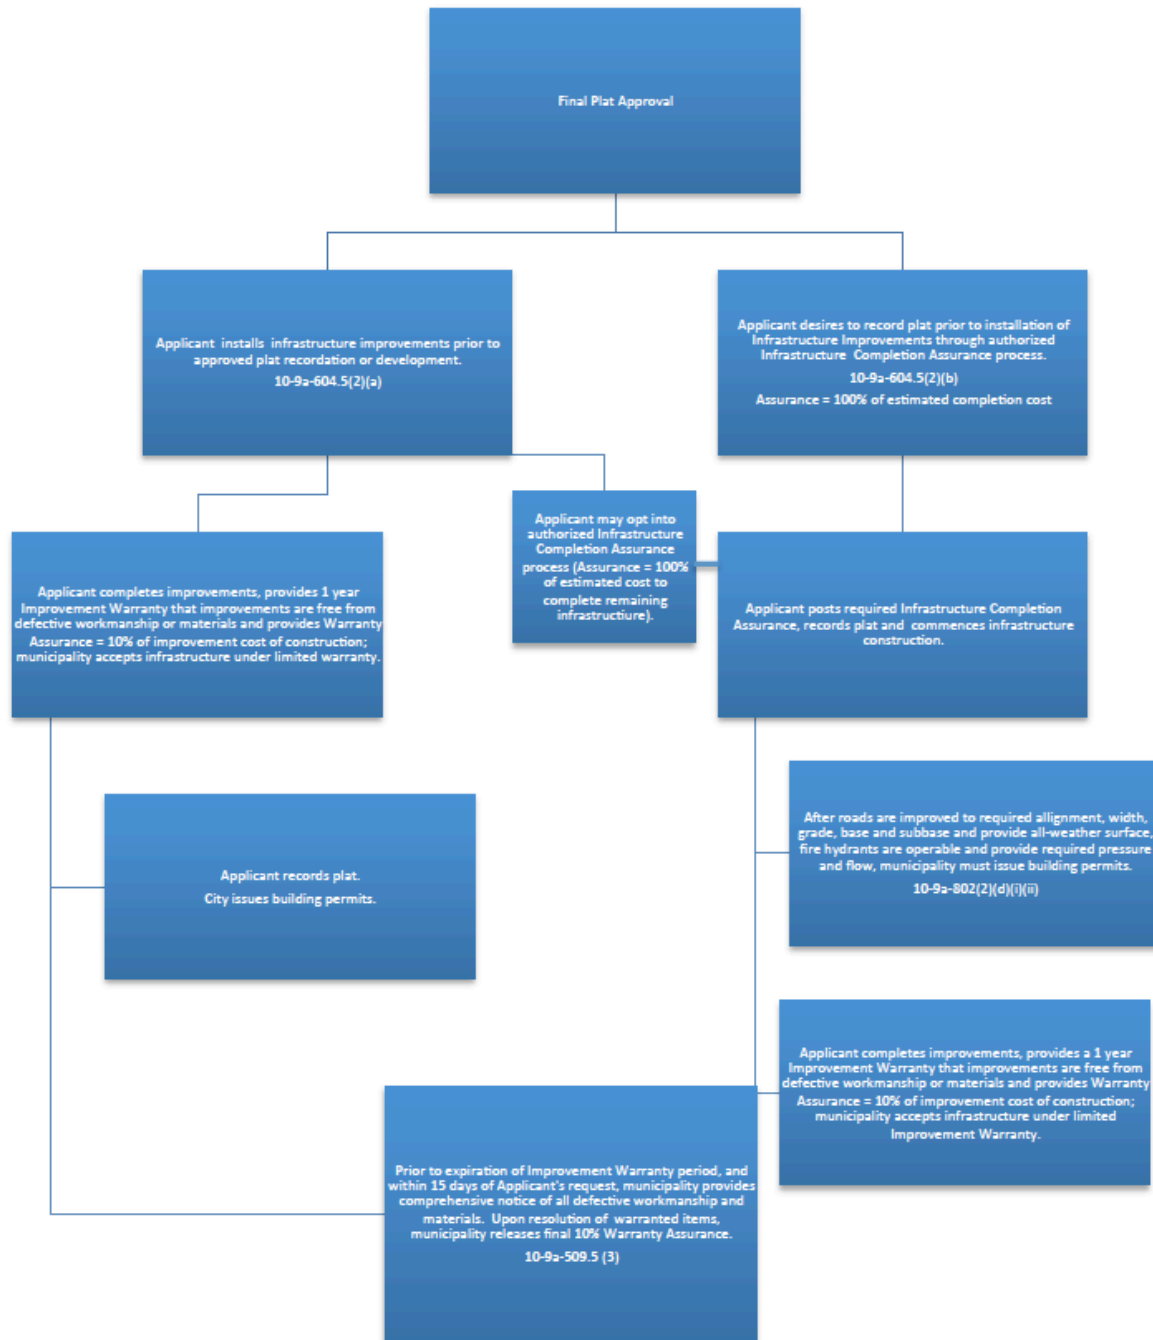 Final Plat Approval
Applicant installs infrastructure improvements prior to
approved plat recordation or development.
10-9a-604.5(2)(a)
Applicant desires to record plat prior to installation of
Infrastructure Improvements through authorized
Infrastructure Completion Assurance process.
10-9a-604.5(2)(b)
Assurance = 100% of estimated completion cost
Applicant may opt into
authorized Infrastructure
Completion Assurance
process (Assurance = 100%
of estimated cost to
complete remaining
infrastructiure).
Applicant completes improvements, provides 1 year
Improvement Warranty that improvements are free from
defective workmanship or materials and provides Warranty
Assurance = 10% of improvement cost of construction;
municipality accepts infrastructure under limited warranty.
Applicant posts required Infrastructure Completion
Assurance, records plat and commences infrastructure
construction.
After roads are improved to required allignment, width,
grade, base and subbase and provide all-weather surface,
fire hydrants are operable and provide required pressure
and flow, municipality must issue building permits.
10-9a-802(2)(d)(i)(ii)
Applicant records plat.
City issues building permits.
Applicant completes improvements, provides a 1 year
Improvement Warranty that improvements are free from
defective workmanship or materials and provides Warranty
Assurance = 10% of improvement cost of construction;
municipality accepts infrastructure under limited
Improvement Warranty.
Prior to expiration of Improvement Warranty period, and
within 15 days of Applicant's request, municipality provides
comprehensive notice of all defective workmanship and
materials. Upon resolution of warranted items,
municipality releases final 10% Warranty Assurance.
10-9a-509.5 (3)